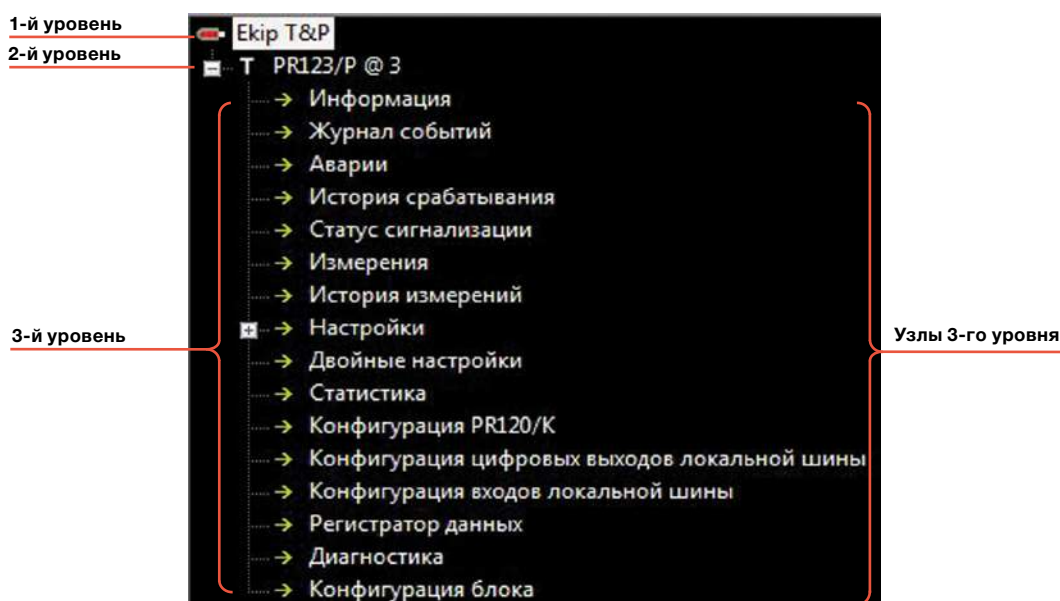 1-й уровень
Ekip T&P
2-й уровень
T PR123/P @ 3
Информация
Журнал событий
Аварии
История срабатывания
Статус сигнализации
Измерения
История измерений
3-й уровень
Настройки
Узлы 3-го уровня
Двойные настройки
Статистика
Конфигурация PR120/K
Конфигурация цифровых выходов локальной шины
Конфигурация входов локальной шины
Регистратор данных
Диагностика
Конфигурация блока